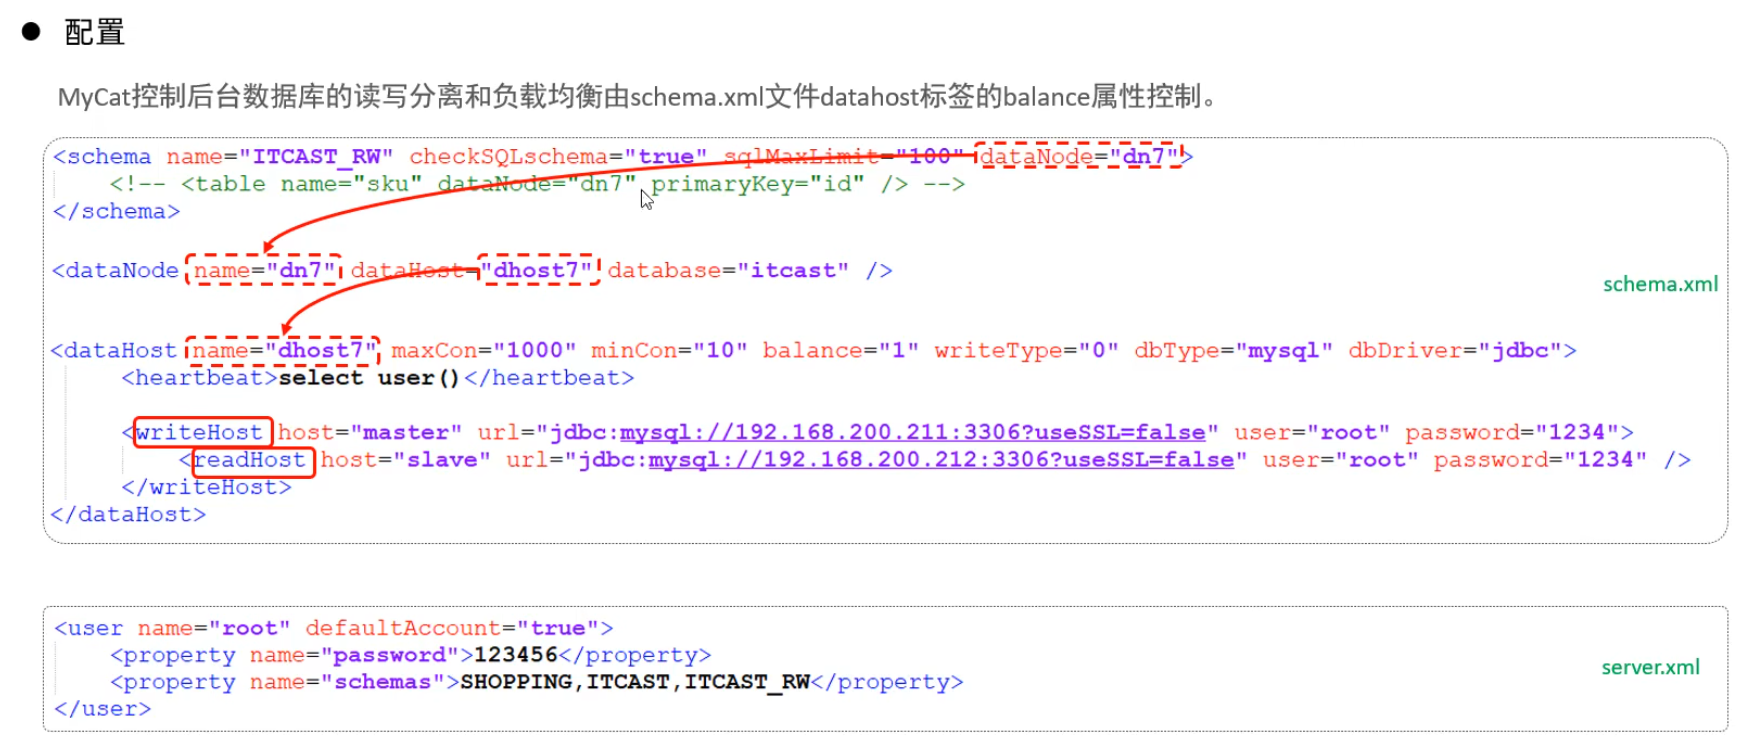 ● 配置
MyCat控制后台数据库的读写分离和负载均衡由schema.xml文件datahost标签的balance属性控制。
<schema name="ITCAST_RW" checkSQLschema="true" sqlMaxLimit="100" dataNode="dn7">
<!-- <table name="sku" dataNode="dn7" primaryKey="id" /> -->
</schema>
<dataNode name="dn7" dataHost="dhost7" database="itcast" />
schema.xml
<dataHost name="dhost7" maxCon="1000" minCon="10" balance="1" writeType="0" dbType="mysql" dbDriver="jdbc">
<heartbeat>select user()</heartbeat>
<writeHost host="master" url="jdbc:mysql://192.168.200.211:3306?useSSL=false" user="root" password="1234">
<readHost host="slave" url="jdbc:mysql://192.168.200.212:3306?useSSL=false" user="root" password="1234" />
</writeHost>
</dataHost>
<user name="root" defaultAccount="true">
<property name="password">123456</property>
server.xml
<property name="schemas">SHOPPING,ITCAST,ITCAST_RW</property>
</user>